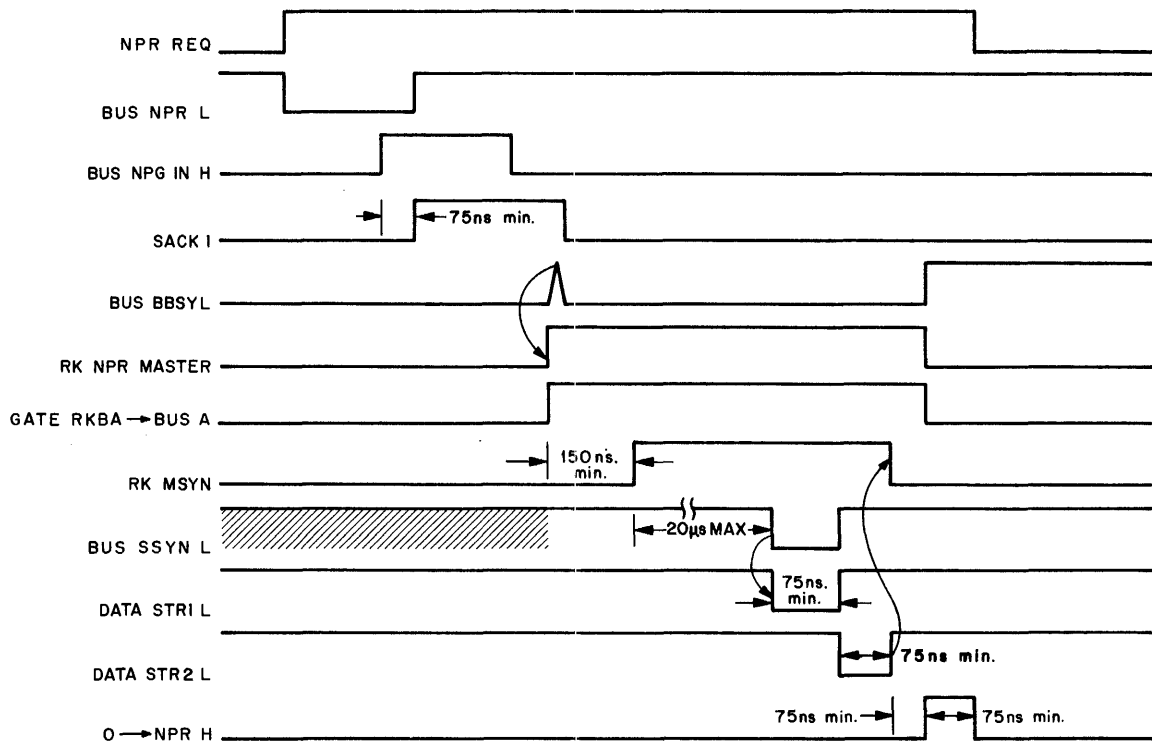 NPR REQ
BUS NPR L
BUS NPG IN H
75ns min.
SACK 1
BUS BBSYL
RK NPR MASTER
GATE RKBA→BUS A
150ns. min.
RK MSYN
20μs MAX
BUS SSYN L
75ns. min.
DATA STR1 L
75ns min.
DATA STR2 L
75ns min.
75ns min.
0→NPR H